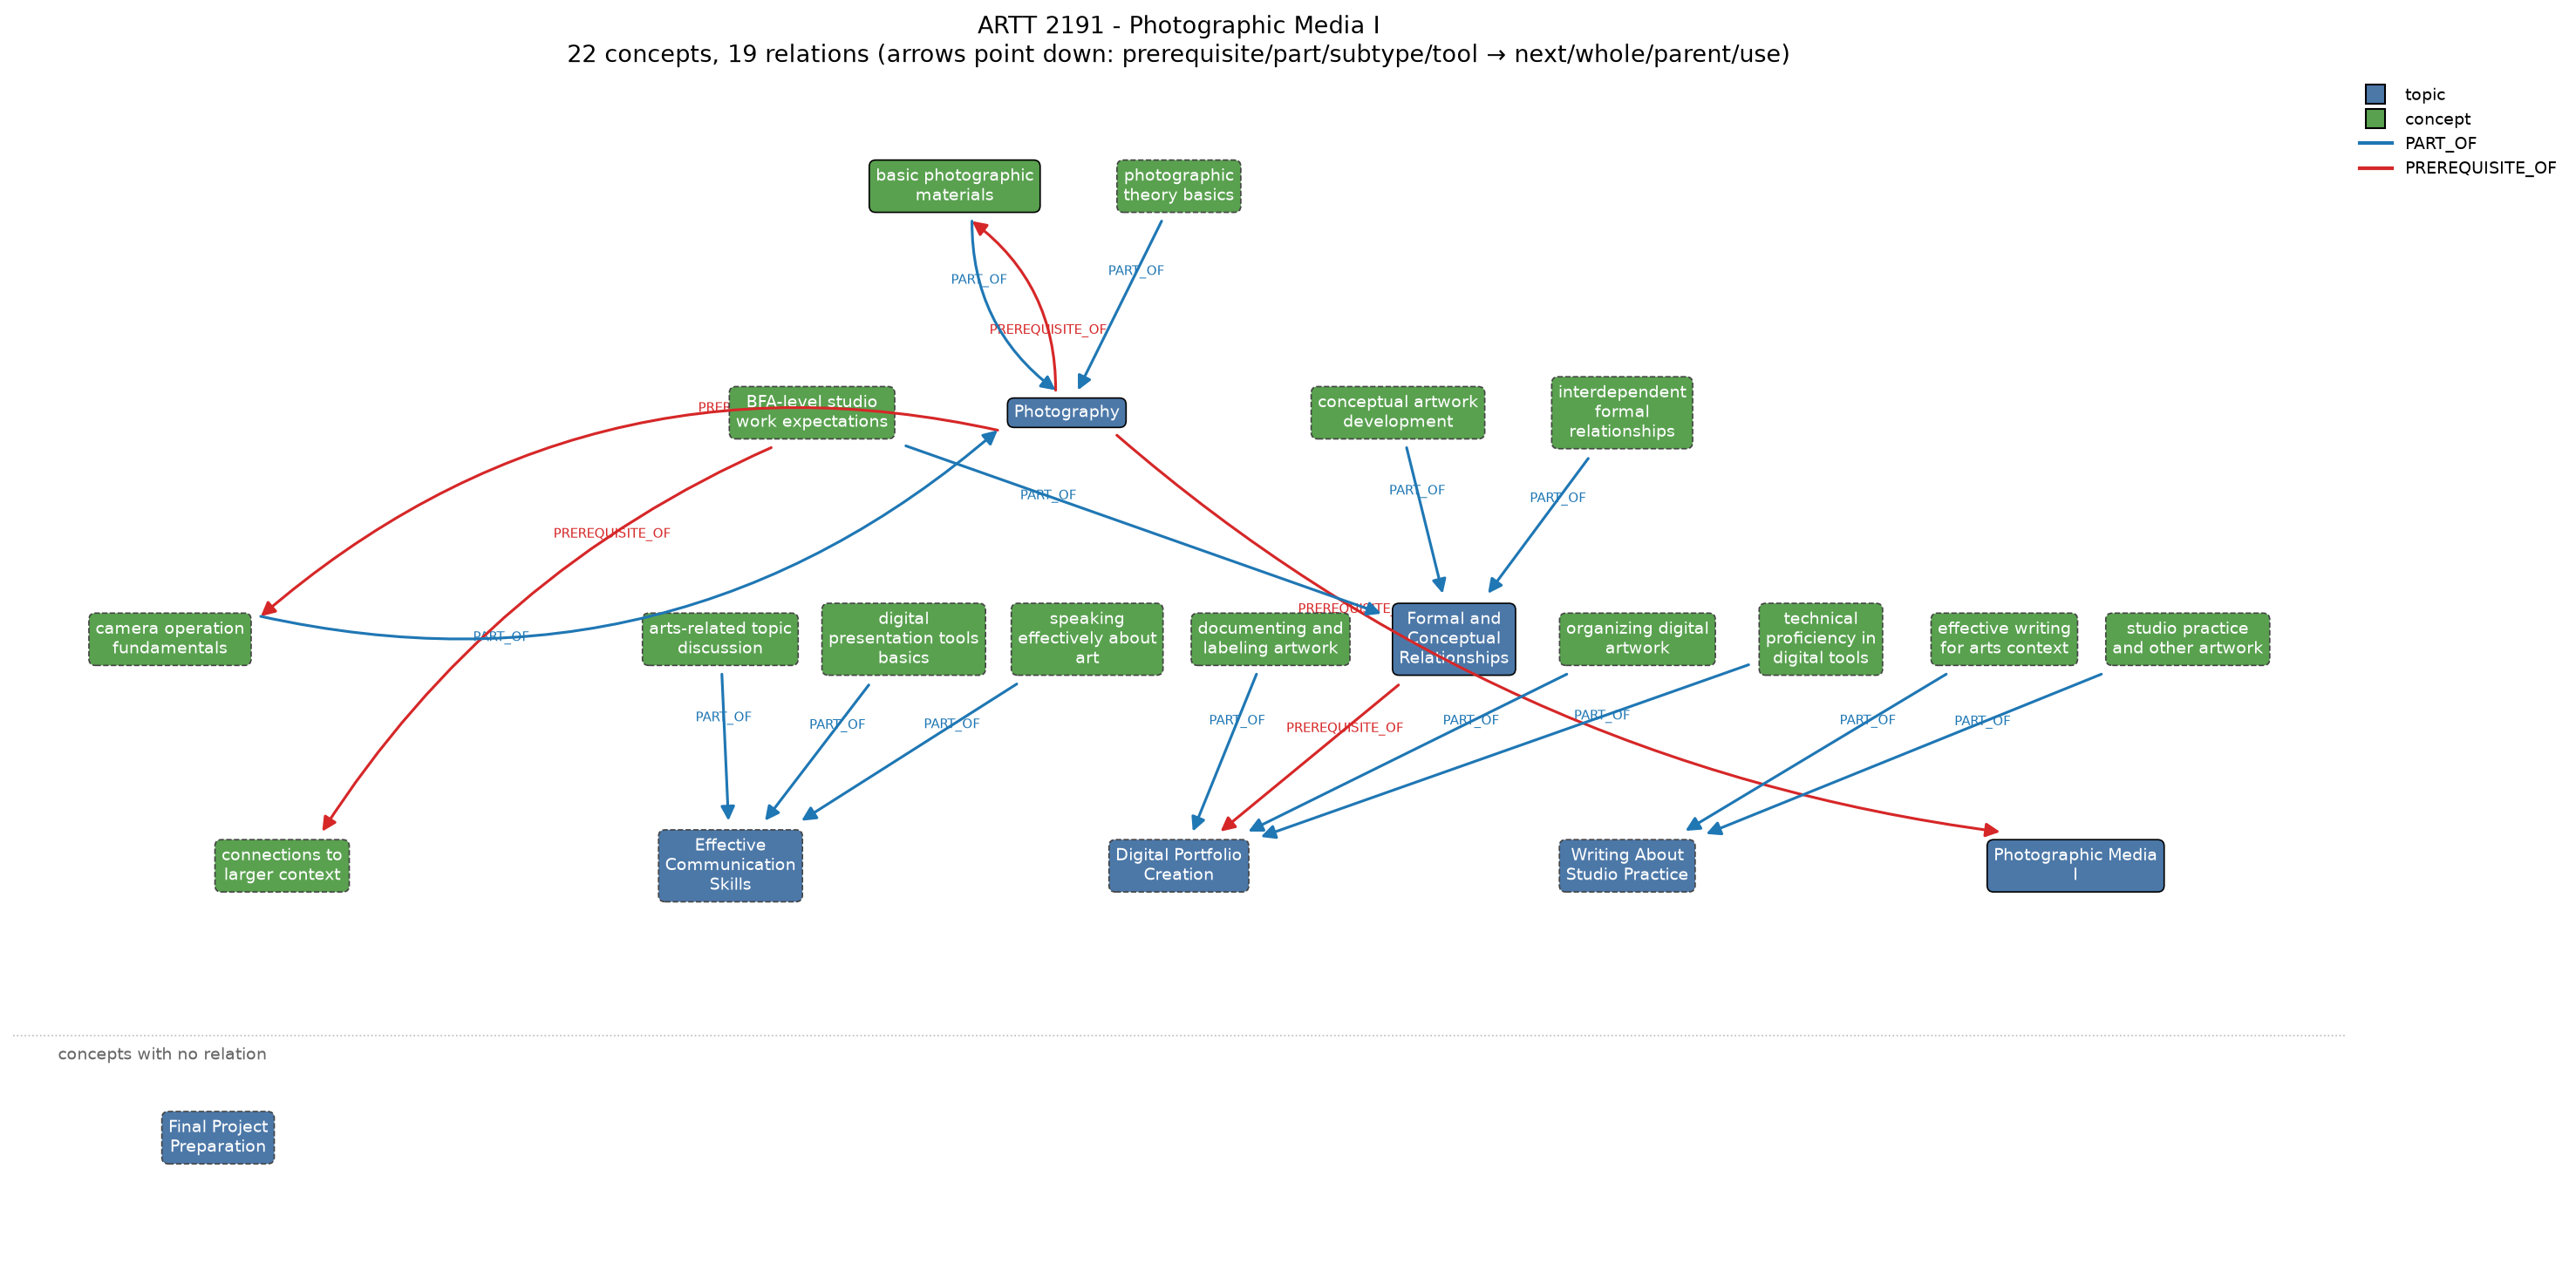 ARTT 2191 - Photographic Media I
22 concepts, 19 relations (arrows point down: prerequisite/part/subtype/tool → next/whole/parent/use)
topic
concept
PART_OF
PREREQUISITE_OF
basic photographic
materials
photographic
theory basics
PART_OF
PART_OF
PREREQUISITE_OF
BFA-level studio
work expectations
Photography
conceptual artwork
development
interdependent
formal
relationships
PRER
PART_OF
PART_OF
PART_OF
PREREQUISITE_OF
PREREQUISITE_
camera operation
fundamentals
PART_OF
arts-related topic
discussion
digital
presentation tools
basics
speaking
effectively about
art
documenting and
labeling artwork
Formal and
Conceptual
Relationships
organizing digital
artwork
technical
proficiency in
digital tools
effective writing
for arts context
studio practice
and other artwork
PART_OF
PART_OF
PART_OF
PART_OF
PREREQUISITE_OF
PART_OF
PART_OF
PART_OF
PART_OF
connections to
larger context
Effective
Communication
Skills
Digital Portfolio
Creation
Writing About
Studio Practice
Photographic Media
I
concepts with no relation
Final Project
Preparation